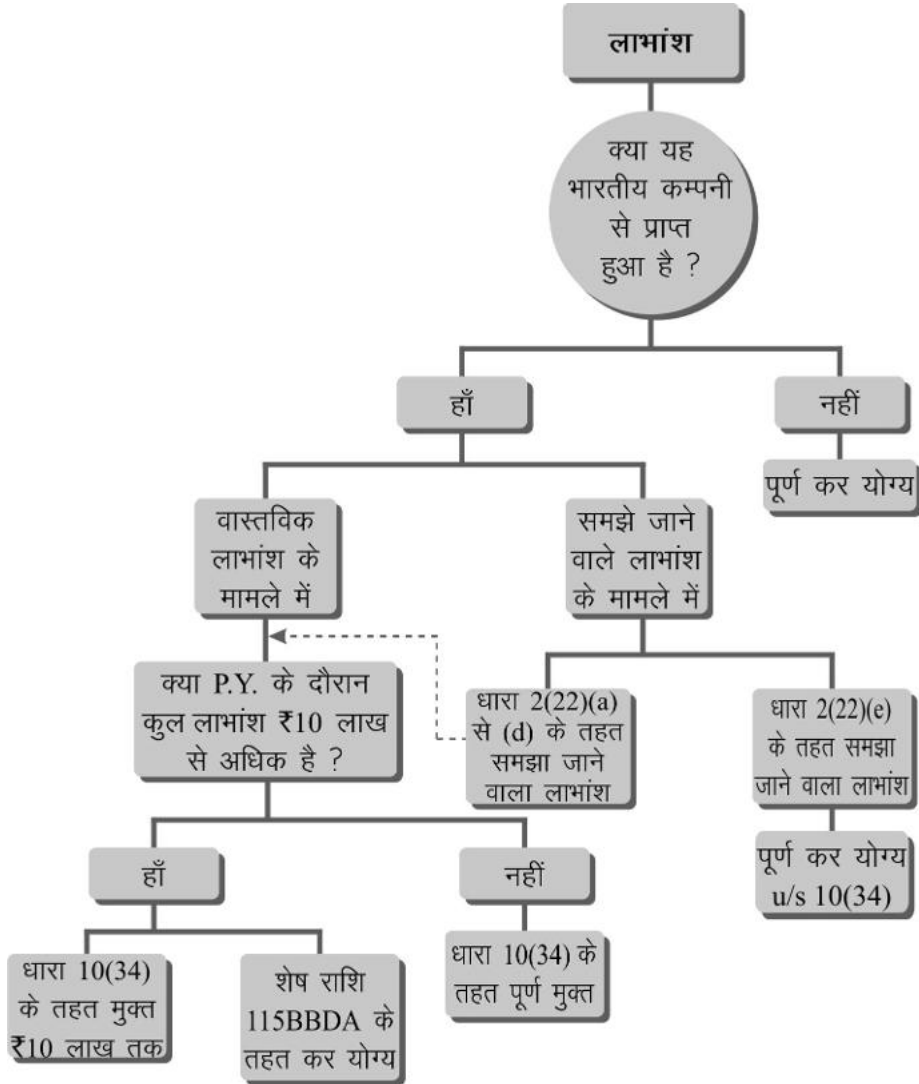 लाभांश
क्या यह
भारतीय कम्पनी
से प्राप्त
हुआ है ?
हाँ
नहीं
पूर्ण कर योग्य
वास्तविक
लाभांश के
मामले में
समझे जाने
वाले लाभांश
के मामले में
क्या P.Y. के दौरान
कुल लाभांश ₹10 लाख
से अधिक है ?
धारा 2(22)(a)
से (d) के तहत
समझा जाने
वाला लाभांश
धारा 2(22)(e)
के तहत समझा
जाने वाला लाभांश
पूर्ण कर योग्य
u/s 10(34)
हाँ
नहीं
धारा 10(34)
के तहत मुक्त
₹10 लाख तक
शेष राशि
115BBDA के
तहत कर योग्य
धारा 10(34) के
तहत पूर्ण मुक्त